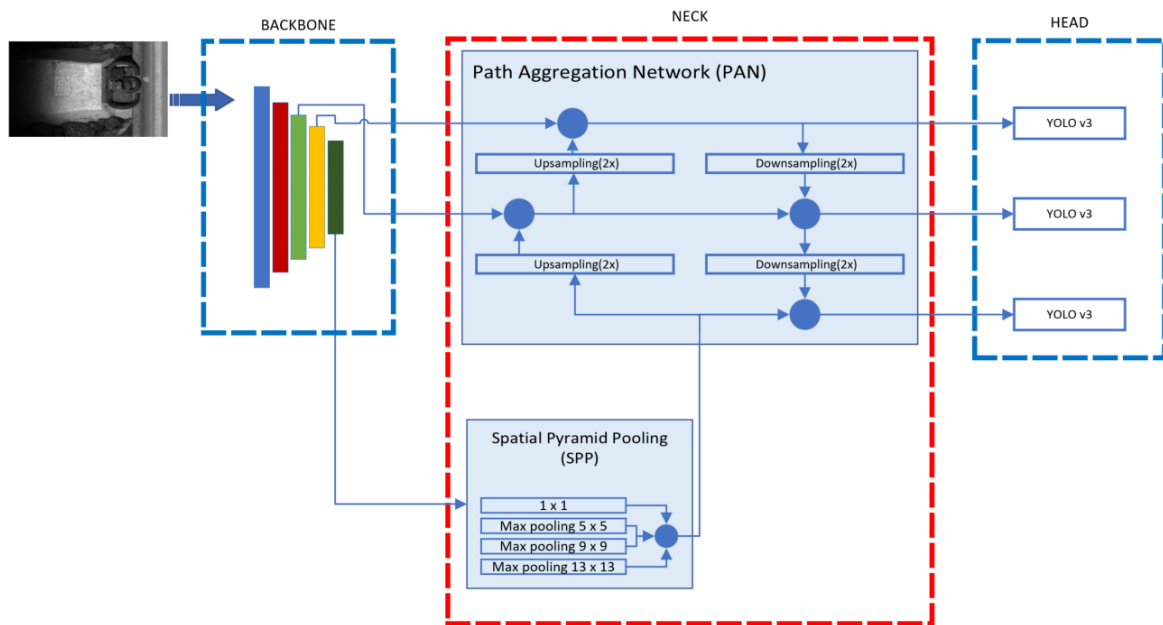 BACKBONE
NECK
HEAD
Path Aggregation Network (PAN)
YOLO v3
Upsampling(2x)
Downsampling(2x)
YOLO v3
Upsampling(2x)
Downsampling(2x)
YOLO v3
Spatial Pyramid Pooling
(SPP)
1 x 1
Max pooling 5 x 5
Max pooling 9 x 9
Max pooling 13 x 13